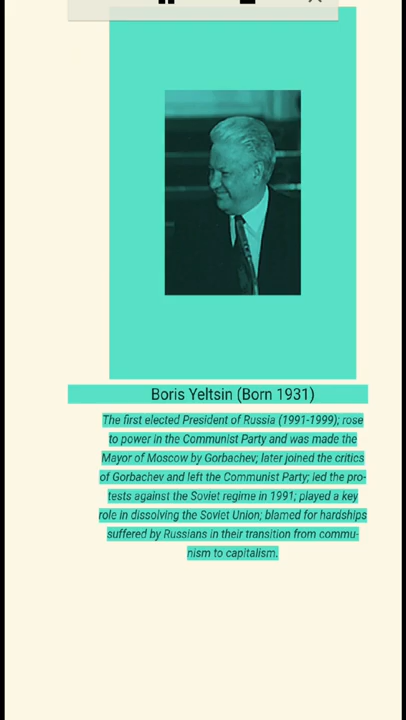 Boris Yeltsin (Born 1931)
The first elected President of Russia (1991-1999); rose
to power in the Communist Party and was made the
Mayor of Moscow by Gorbachev; later joined the critics
of Gorbachev and left the Communist Party; led the pro-
tests against the Soviet regime in 1991; played a key
role in dissolving the Soviet Union; blamed for hardships
suffered by Russians in their transition from commu-
nism to capitalism.